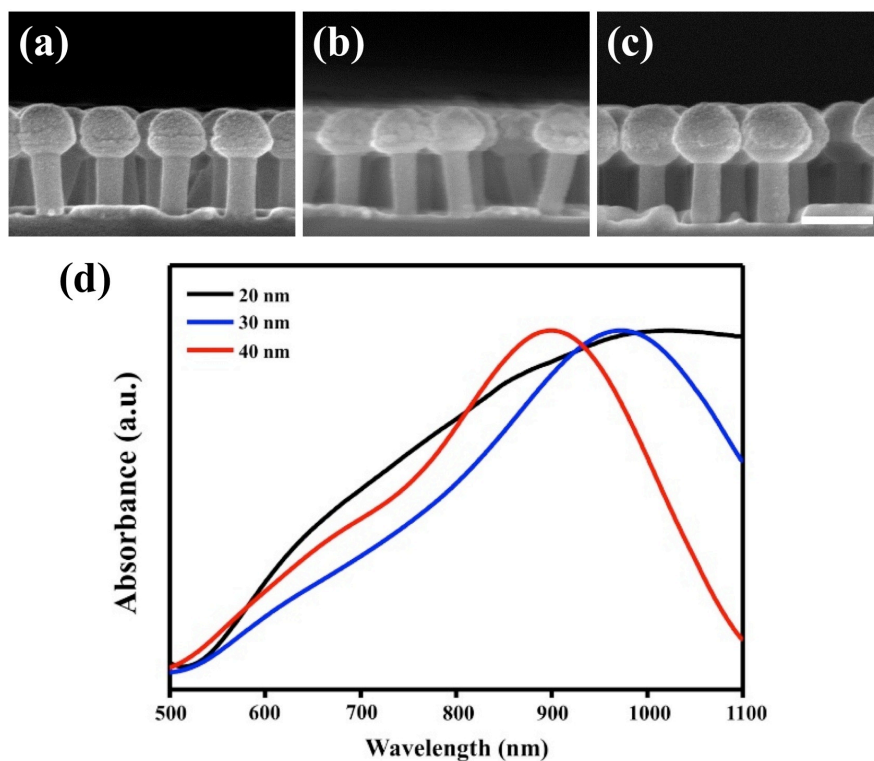 (a) (b) (c)
(d)
20 nm
30 nm
40 nm
Absorbance (a.u.)
500 600 700 800 900 1000 1100
Wavelength (nm)